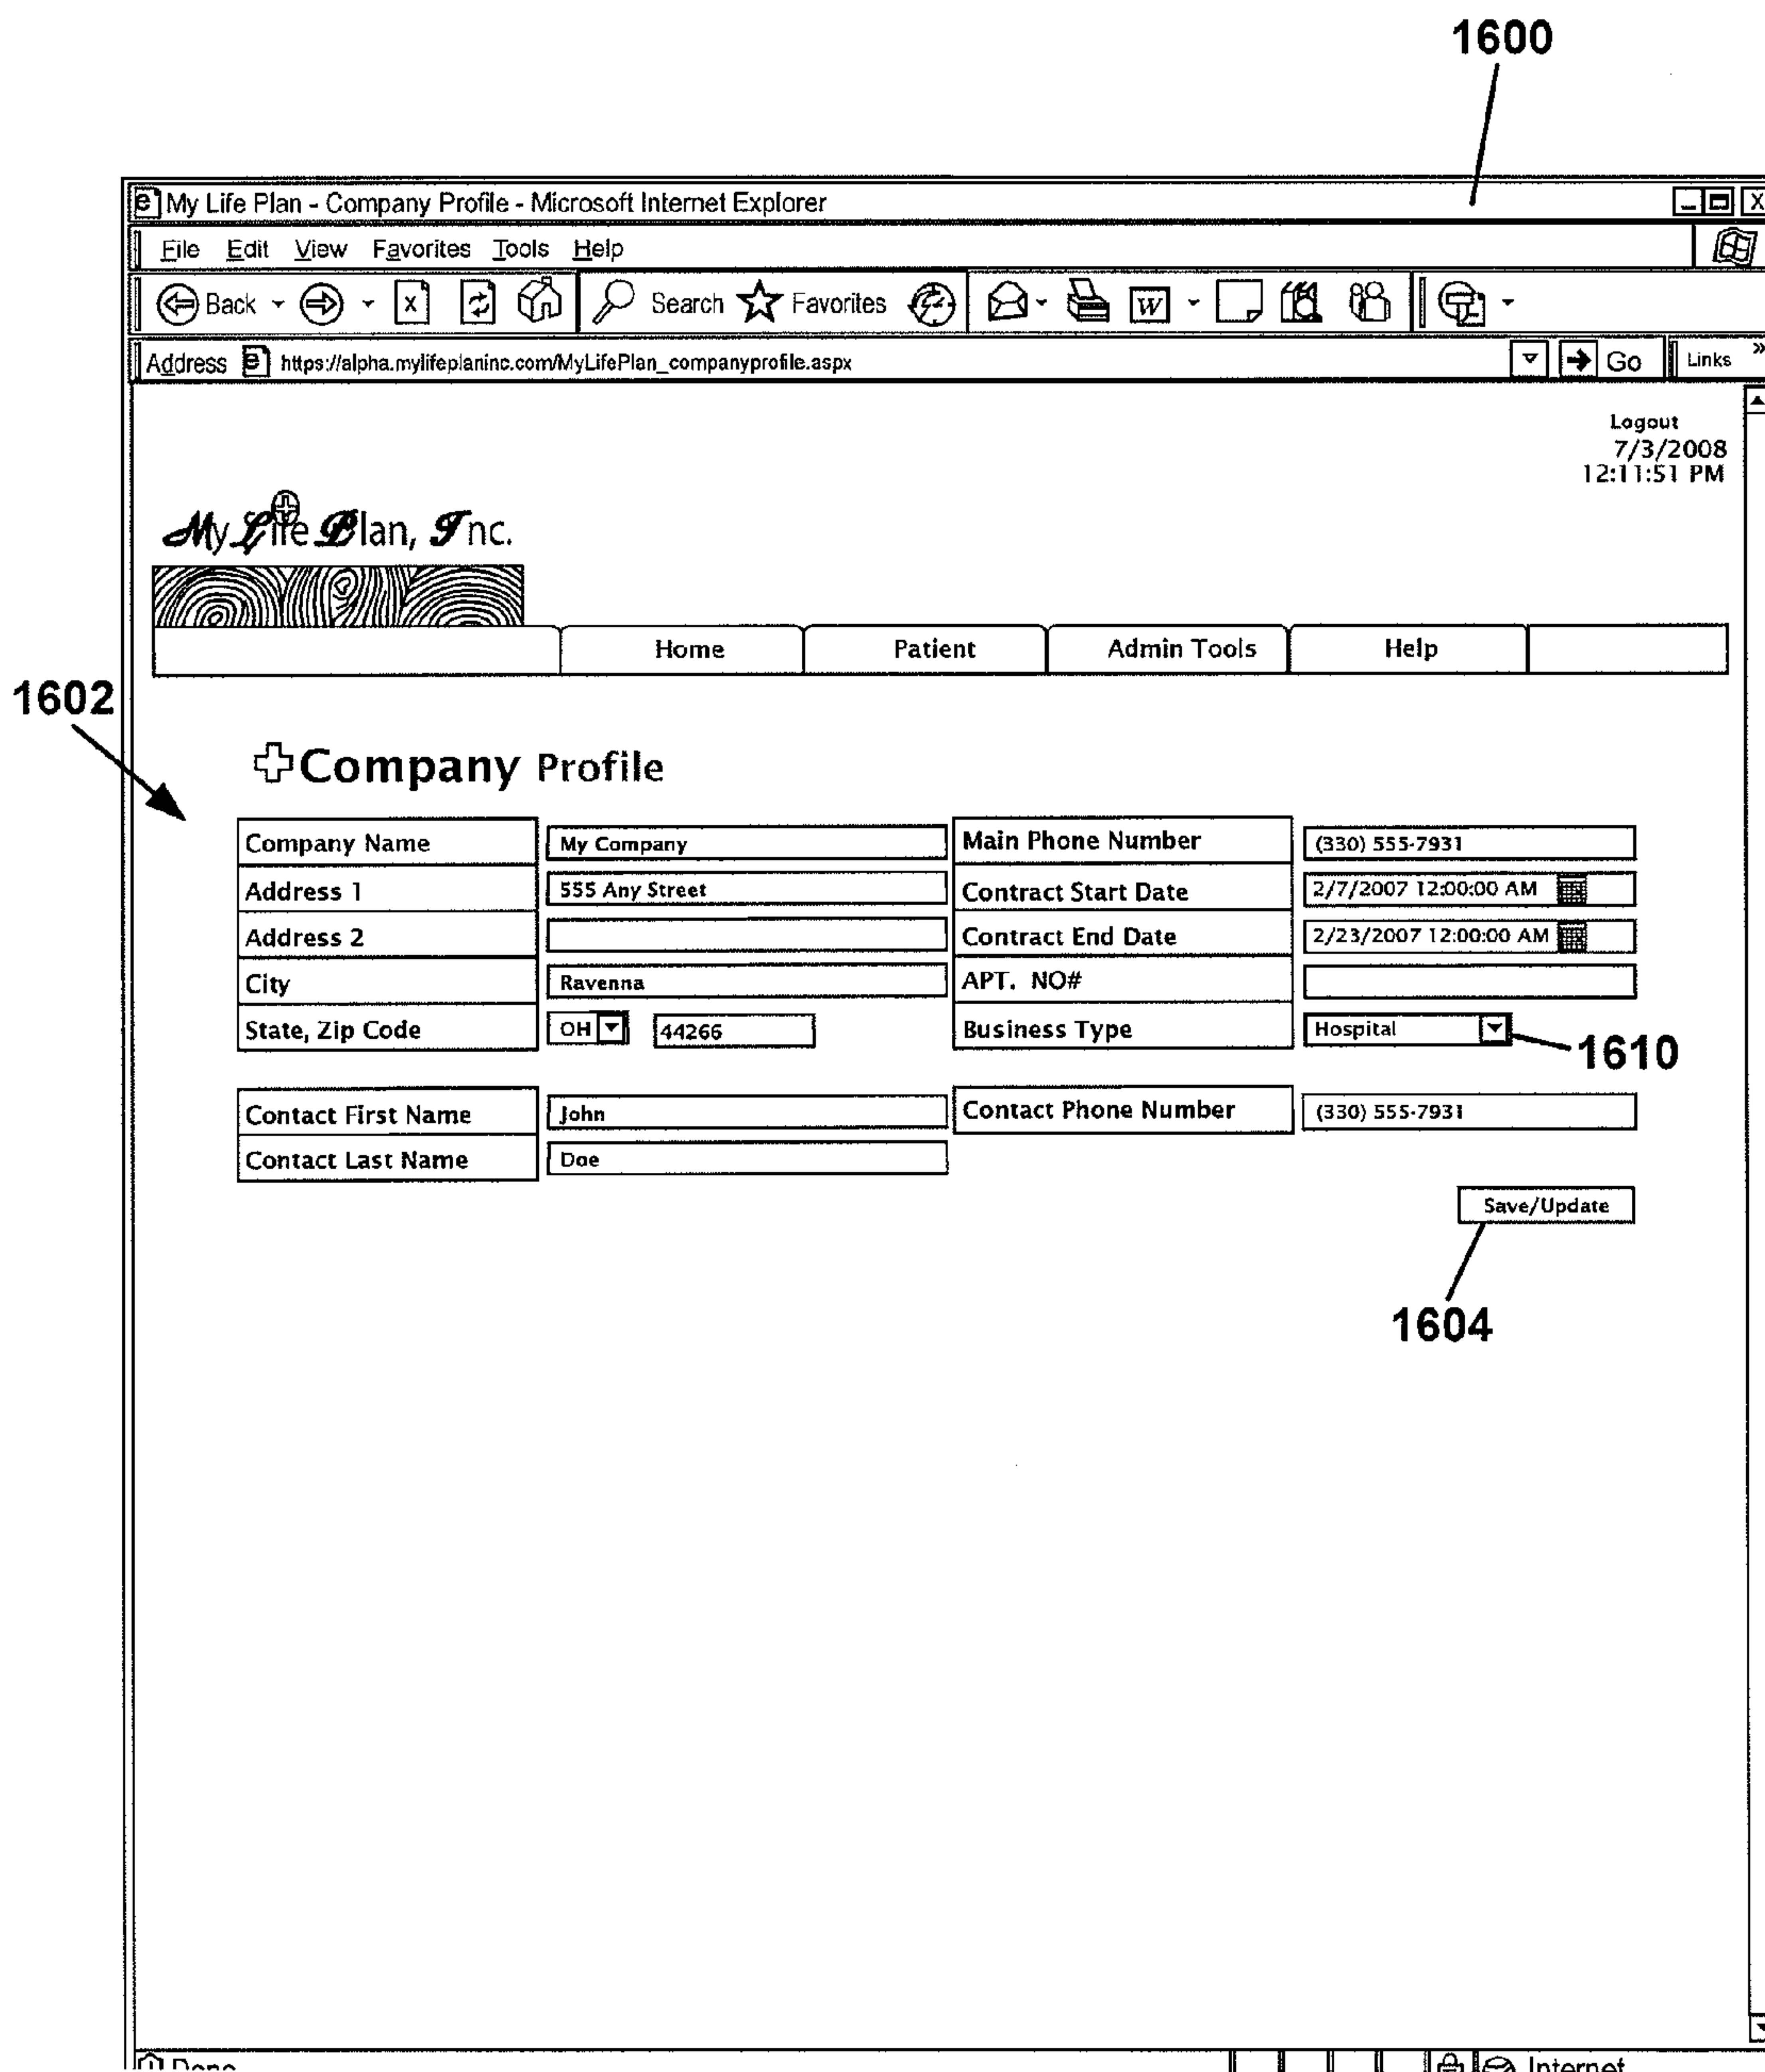 1600
My Life Plan - Company Profile - Microsoft Internet Explorer
File Edit View Favorites Tools Help
Back Search Favorites W
Address https://alpha.mylifeplaninc.com/MyLifePlan_companyprofile.aspx Go Links »
Logout
7/3/2008
12:11:51 PM
My Life Plan, Inc.
Home Patient Admin Tools Help
1602
Company Profile
Company Name My Company Main Phone Number (330) 555-7931
Address 1 555 Any Street Contract Start Date 2/7/2007 12:00:00 AM
Address 2 Contract End Date 2/23/2007 12:00:00 AM
City Ravenna APT. NO#
State, Zip Code OH 44266 Business Type Hospital
1610
Contact First Name John Contact Phone Number (330) 555-7931
Contact Last Name Doe
Save/Update
1604
Done Internet